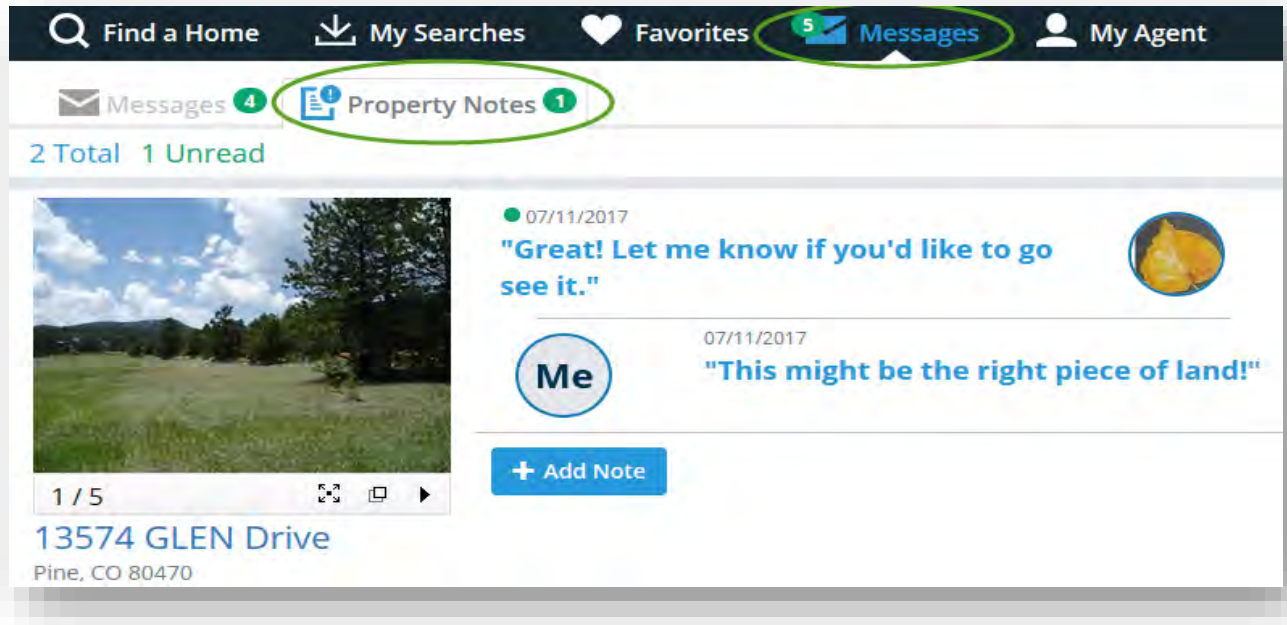 Find a Home My Searches Favorites 5 Messages My Agent
Messages 4 Property Notes 1
2 Total 1 Unread
07/11/2017
"Great! Let me know if you'd like to go
see it."
07/11/2017
Me "This might be the right piece of land!"
+ Add Note
1 / 5
13574 GLEN Drive
Pine, CO 80470